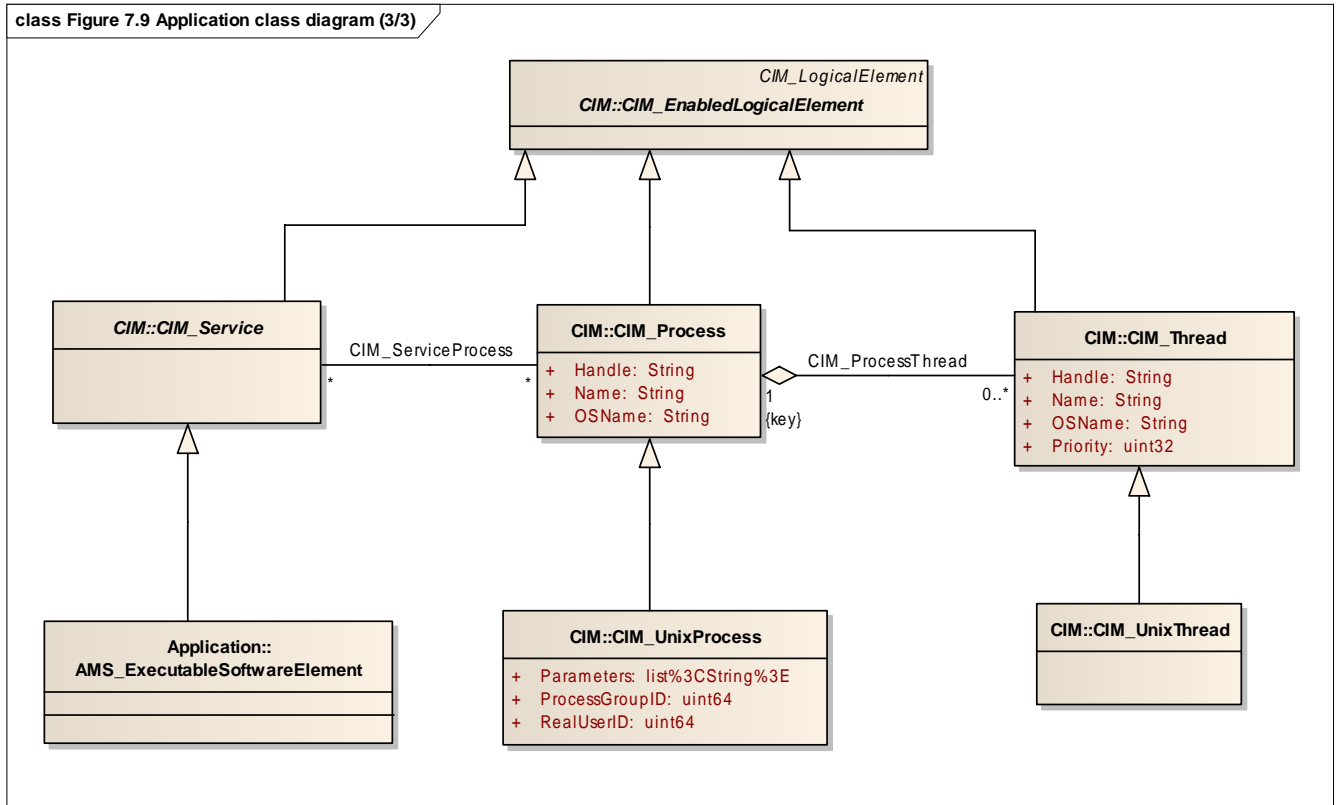 class Figure 7.9 Application class diagram (3/3)
CIM_LogicalElement
CIM::CIM_EnabledLogicalElement
CIM::CIM_Service
CIM_ServiceProcess
*
*
CIM::CIM_Process
+ Handle: String
+ Name: String
+ OSName: String
CIM_ProcessThread
1
{key}
0..*
CIM::CIM_Thread
+ Handle: String
+ Name: String
+ OSName: String
+ Priority: uint32
Application::
AMS_ExecutableSoftwareElement
CIM::CIM_UnixProcess
+ Parameters: list%3CString%3E
+ ProcessGroupID: uint64
+ RealUserID: uint64
CIM::CIM_UnixThread